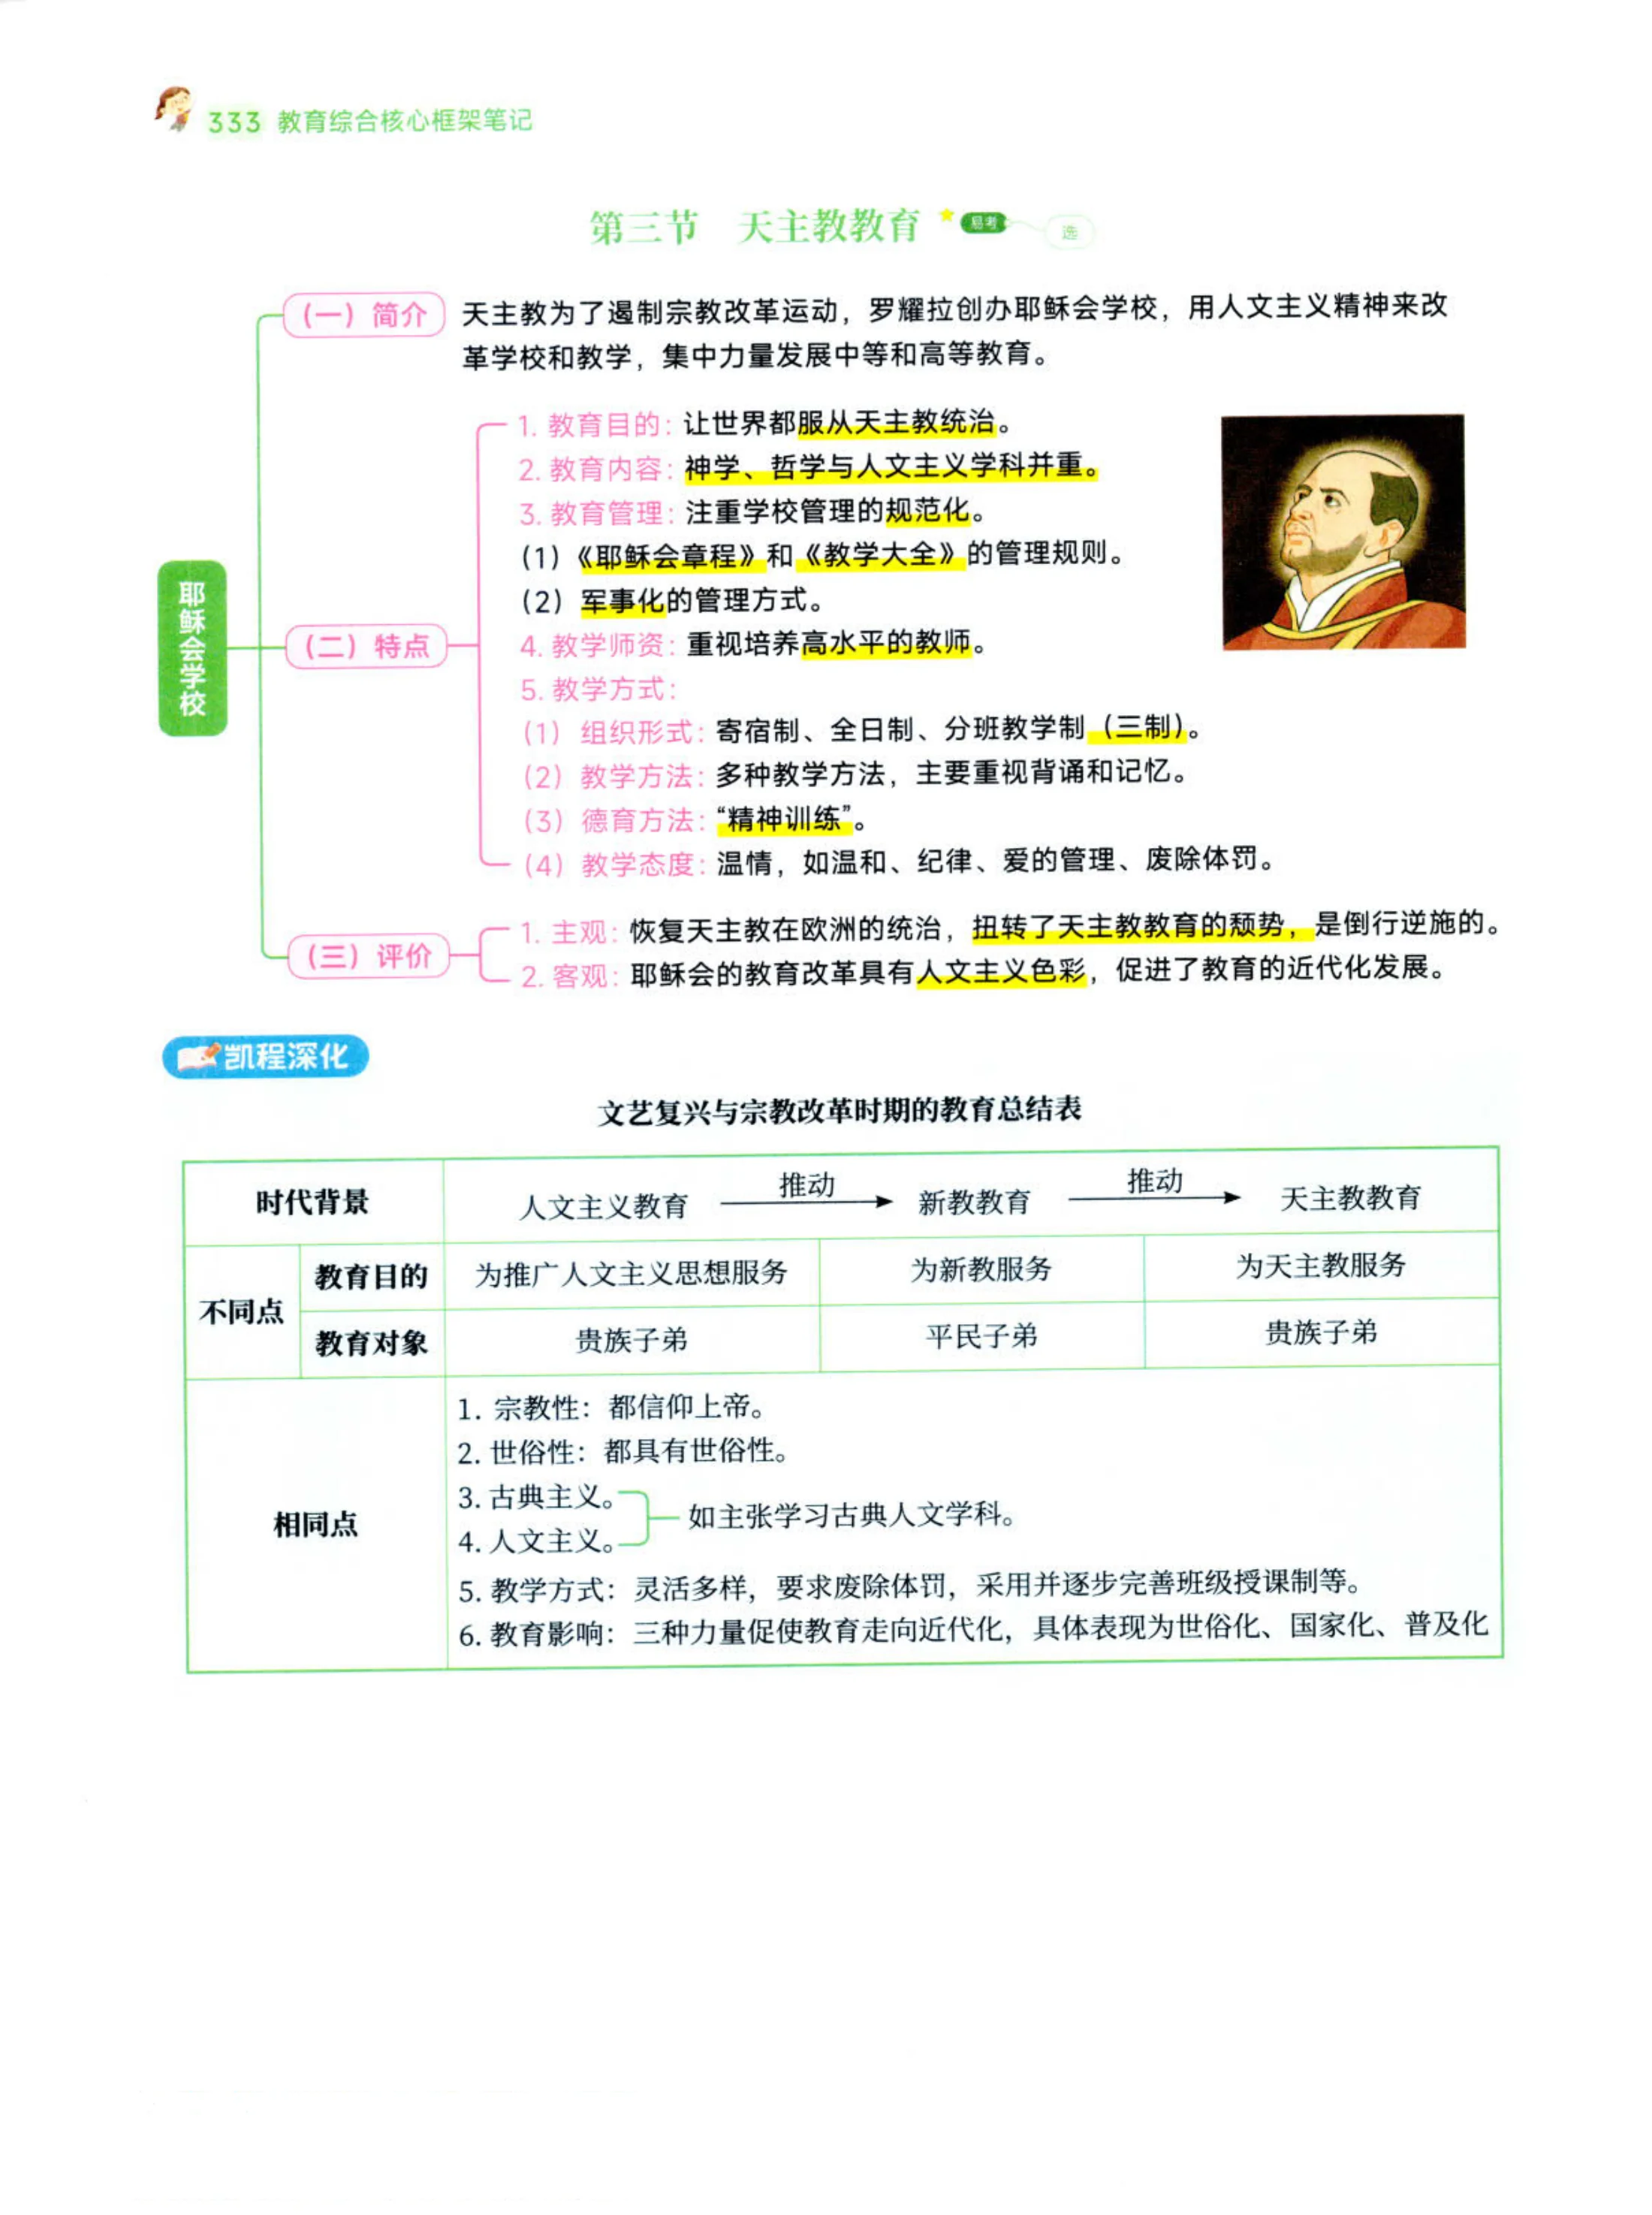 333 教育综合核心框架笔记
第三节 天主教教育 易考 选
耶稣会学校
(一) 简介
天主教为了遏制宗教改革运动，罗耀拉创办耶稣会学校，用人文主义精神来改
革学校和教学，集中力量发展中等和高等教育。
(二) 特点
1. 教育目的：让世界都服从天主教统治。
2. 教育内容：神学、哲学与人文主义学科并重。
3. 教育管理：注重学校管理的规范化。
(1)《耶稣会章程》和《教学大全》的管理规则。
(2) 军事化的管理方式。
4. 教学师资：重视培养高水平的教师。
5. 教学方式：
(1) 组织形式：寄宿制、全日制、分班教学制（三制）。
(2) 教学方法：多种教学方法，主要重视背诵和记忆。
(3) 德育方法：“精神训练”。
(4) 教学态度：温情，如温和、纪律、爱的管理、废除体罚。
(三) 评价
1. 主观：恢复天主教在欧洲的统治，扭转了天主教教育的颓势，是倒行逆施的。
2. 客观：耶稣会的教育改革具有人文主义色彩，促进了教育的近代化发展。
凯程深化
文艺复兴与宗教改革时期的教育总结表
时代背景 人文主义教育 推动 新教教育 推动 天主教教育
不同点
教育目的 为推广人文主义思想服务 为新教服务 为天主教服务
教育对象 贵族子弟 平民子弟 贵族子弟
相同点
1. 宗教性：都信仰上帝。
2. 世俗性：都具有世俗性。
3. 古典主义。
4. 人文主义。
如主张学习古典人文学科。
5. 教学方式：灵活多样，要求废除体罚，采用并逐步完善班级授课制等。
6. 教育影响：三种力量促使教育走向近代化，具体表现为世俗化、国家化、普及化